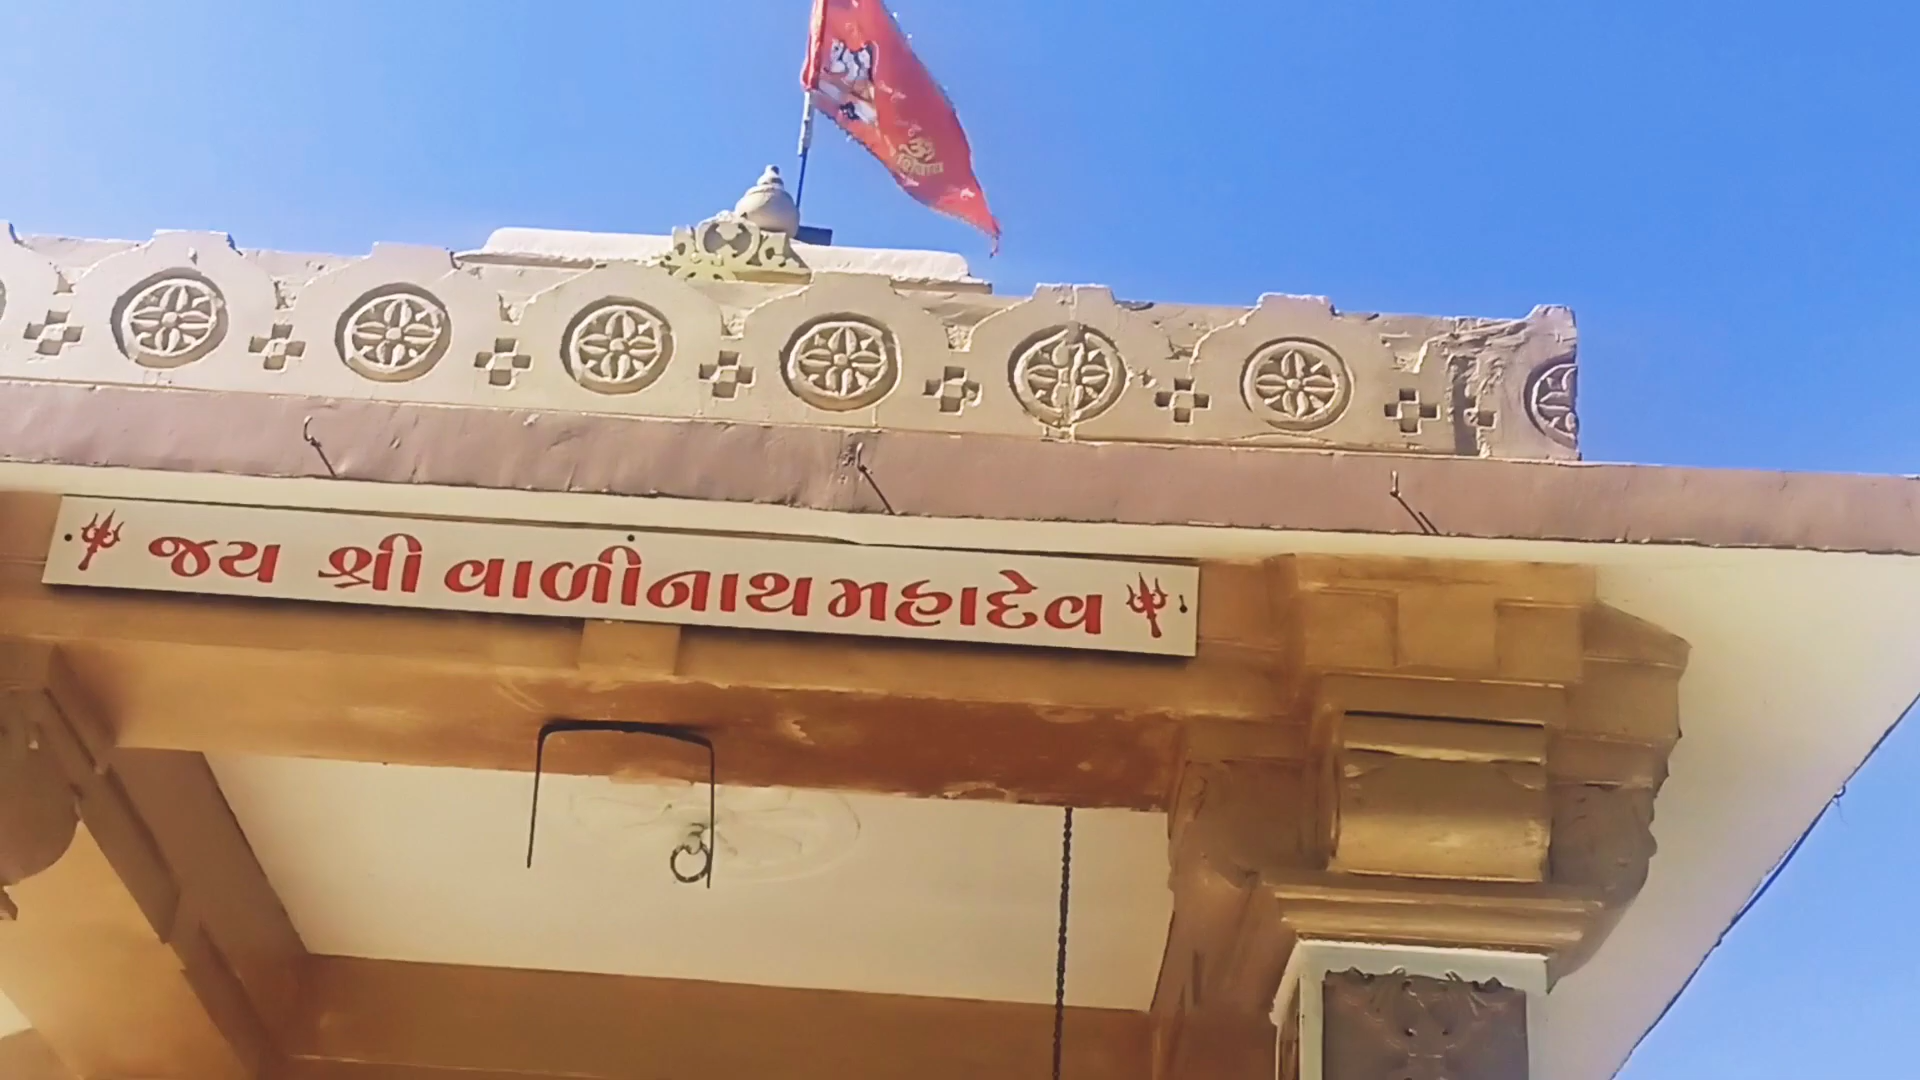 ॐ
शिवाय
જય શ્રી વાળીનાથ મહાદેવ